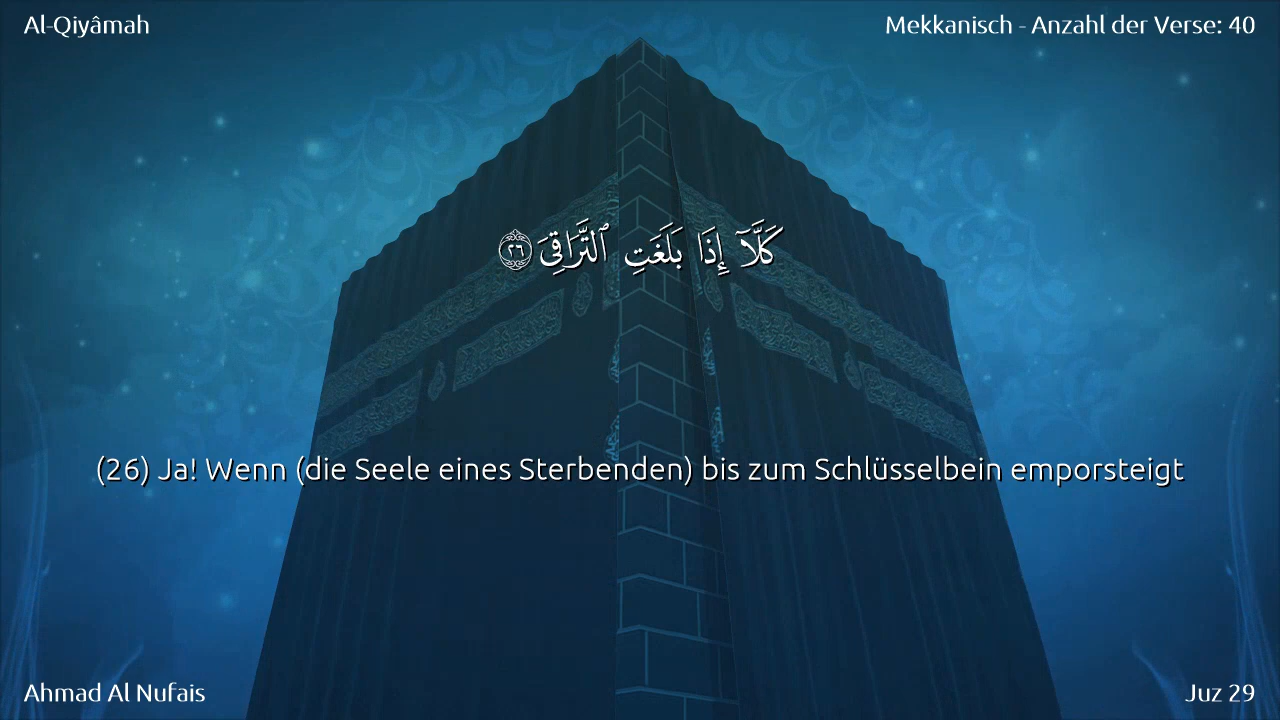 Al-Qiyâmah
Mekkanisch - Anzahl der Verse: 40
كَلَّآ إِذَا بَلَغَتِ ٱلتَّرَاقِىَ ٢٦
(26) Ja! Wenn (die Seele eines Sterbenden) bis zum Schlüsselbein emporsteigt
Ahmad Al Nufais
Juz 29